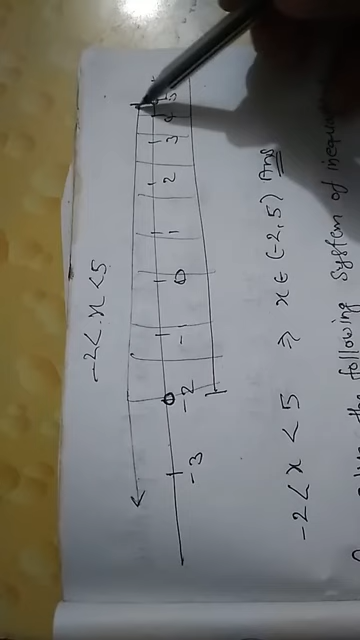 -2< x <5
-3 -2 -1 0 1 2 3 4 5
-2 < x < 5 ⇒ x ∈ (-2, 5) Ans
the following system of